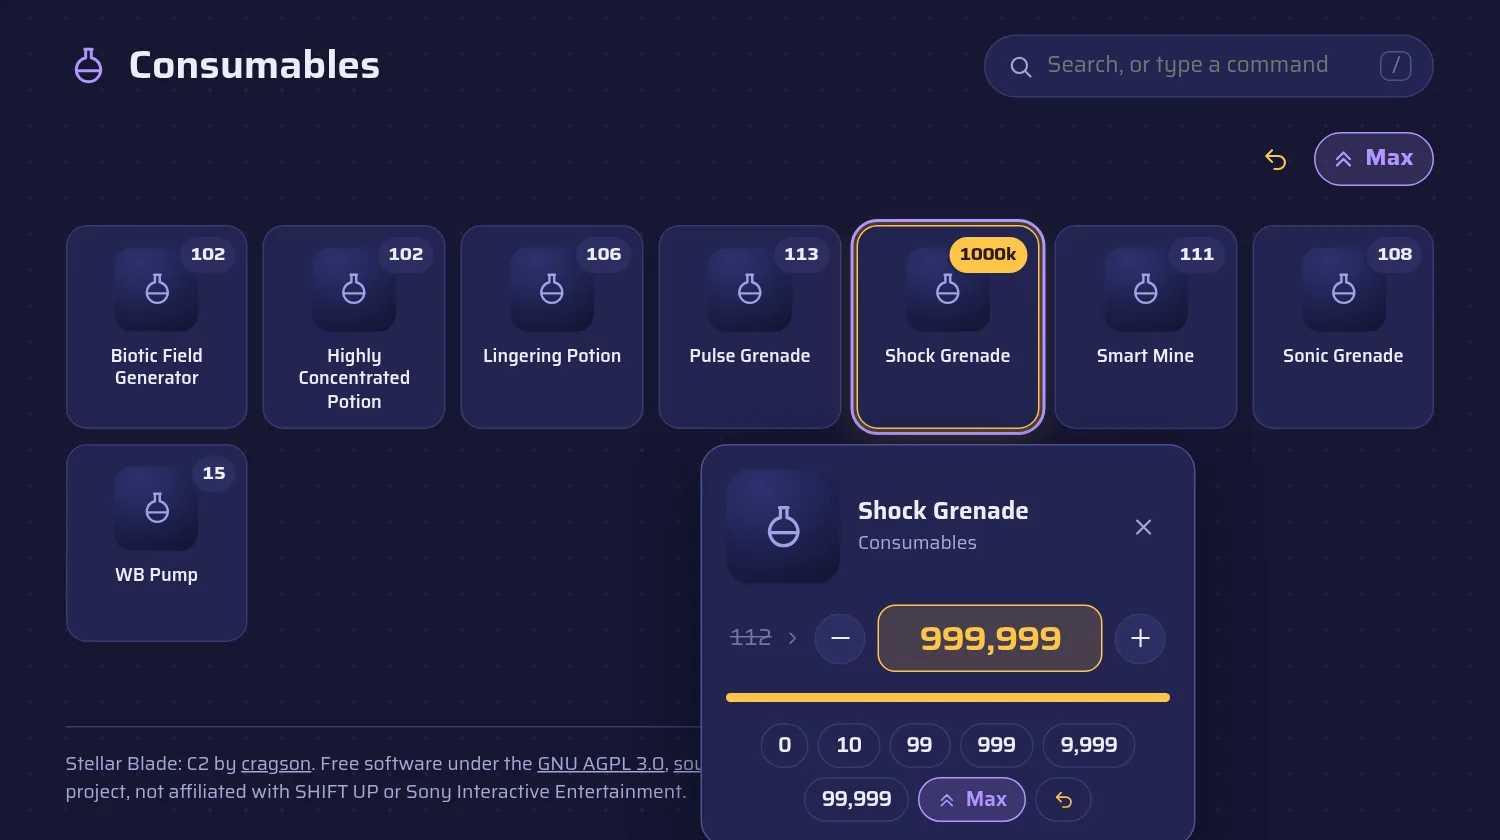 Consumables
Search, or type a command
/
Max
102
102
106
113
1000k
111
108
Biotic Field
Generator
Highly
Concentrated
Potion
Lingering Potion
Pulse Grenade
Shock Grenade
Smart Mine
Sonic Grenade
15
WB Pump
Shock Grenade
Consumables
112
999,999
0
10
99
999
9,999
99,999
Max
Stellar Blade: C2 by cragson. Free software under the GNU AGPL 3.0,
project, not affiliated with SHIFT UP or Sony Interactive Entertainment.